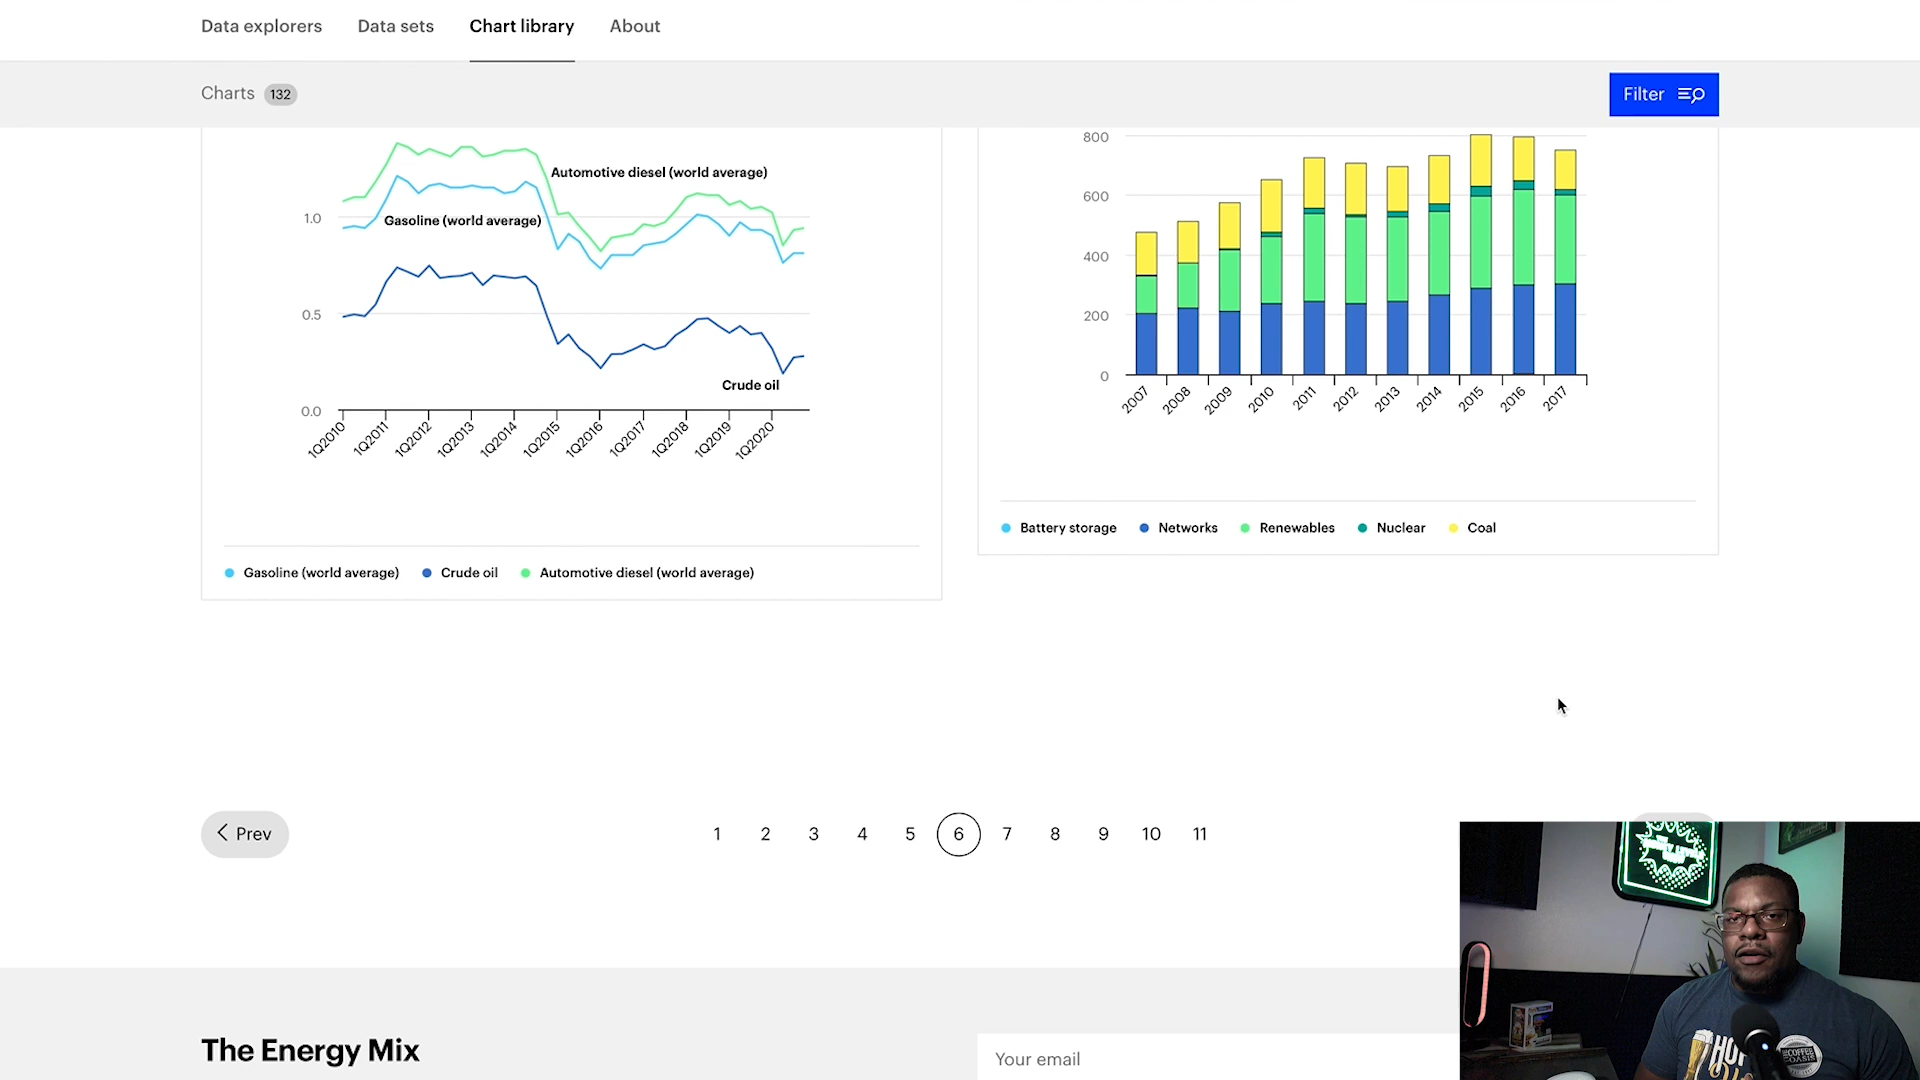 Data explorers Data sets Chart library About
Charts 132
Filter
Automotive diesel (world average)
Gasoline (world average)
1.0
0.5
Crude oil
0.0
1Q2010 1Q2011 1Q2012 1Q2013 1Q2014 1Q2015 1Q2016 1Q2017 1Q2018 1Q2019 1Q2020
Gasoline (world average) Crude oil Automotive diesel (world average)
800
600
400
200
0
2007 2008 2009 2010 2011 2012 2013 2014 2015 2016 2017
Battery storage Networks Renewables Nuclear Coal
Prev
1 2 3 4 5 6 7 8 9 10 11
The Energy Mix
Your email
HOP
COFFEE
OASIS